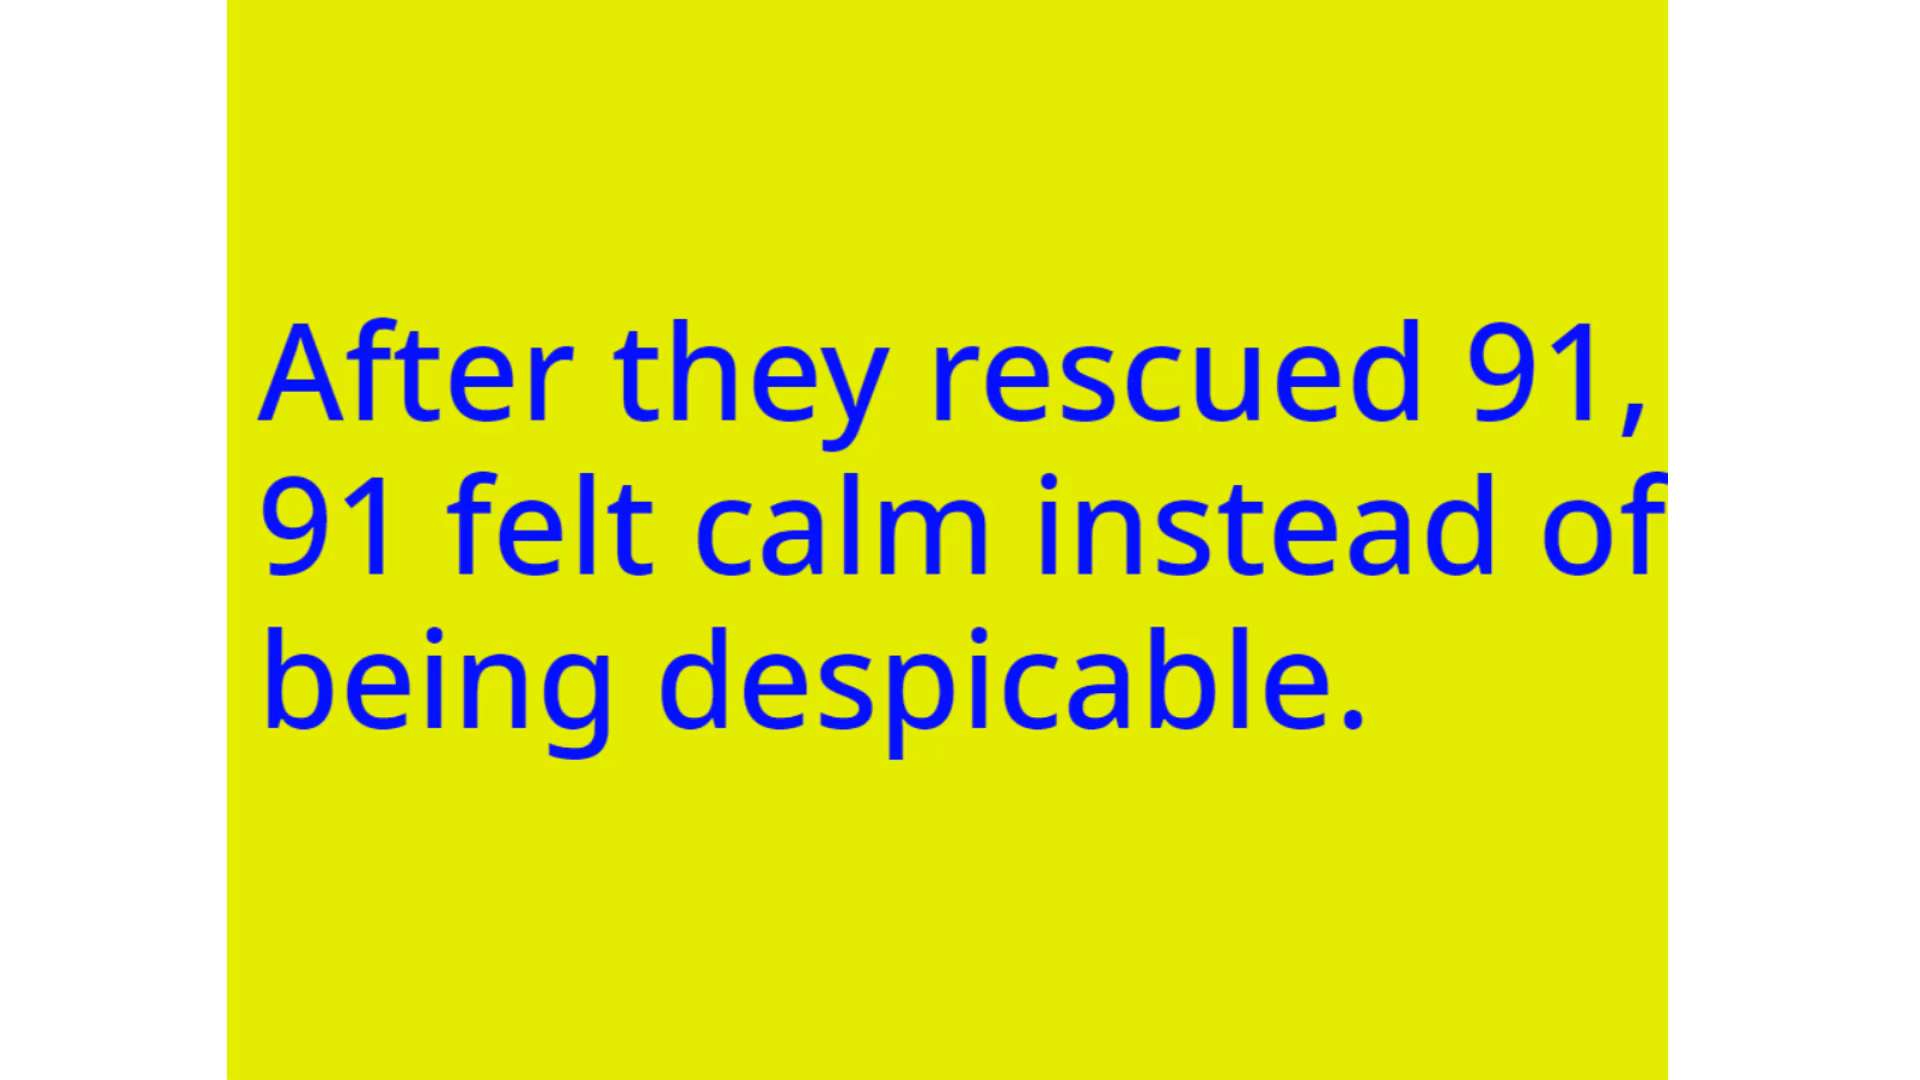 After they rescued 91,
91 felt calm instead of
being despicable.